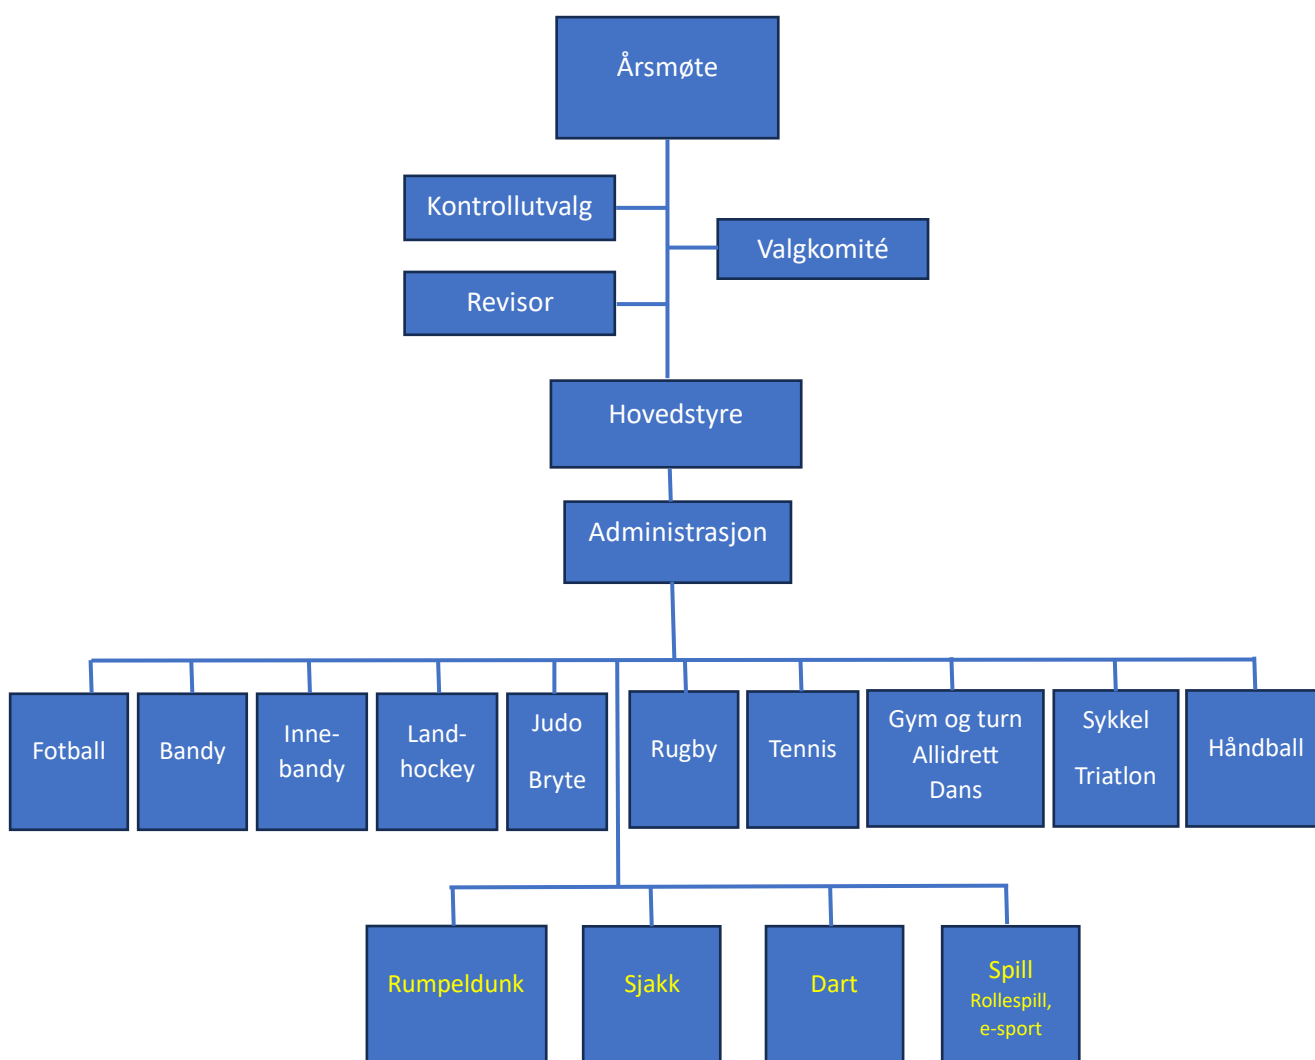 Årsmøte
Kontrollutvalg
Valgkomité
Revisor
Hovedstyre
Administrasjon
Fotball
Bandy
Inne-
bandy
Land-
hockey
Judo
Bryte
Rugby
Tennis
Gym og turn
Allidrett
Dans
Sykkel
Triatlon
Håndball
Rumpeldunk
Sjakk
Dart
Spill
Rollespill,
e-sport